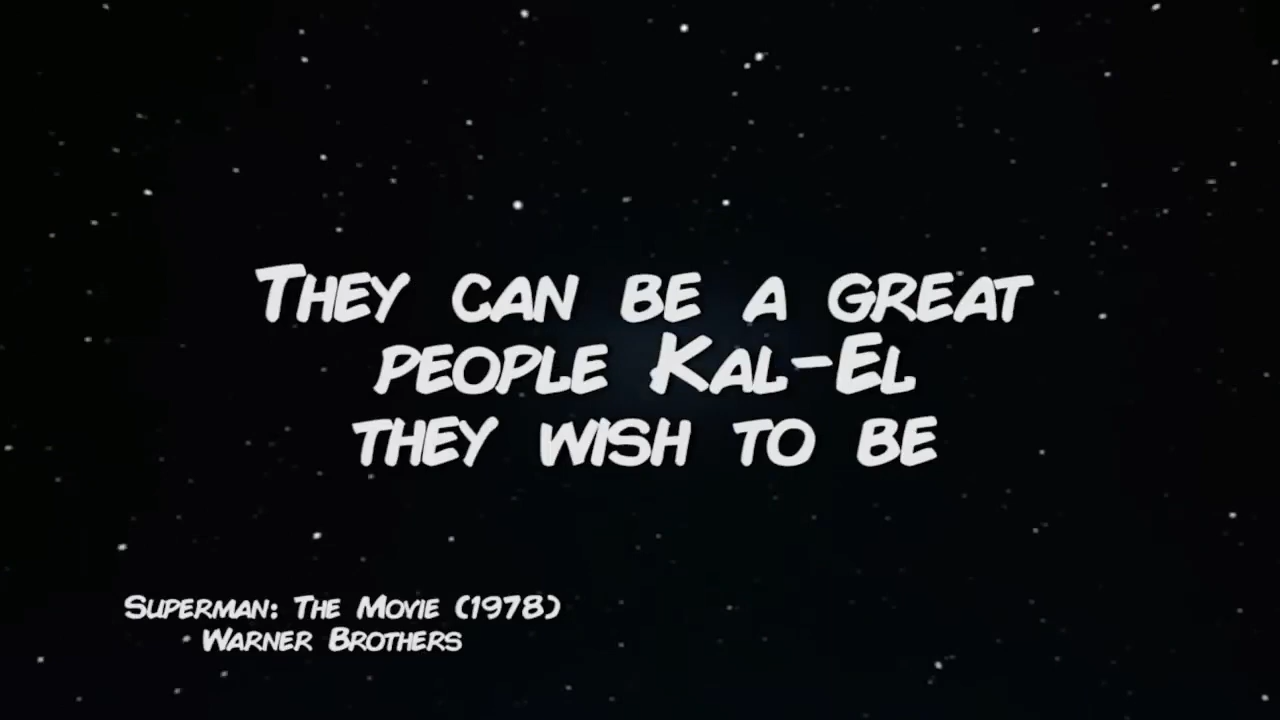 They can be a great
people Kal-El
they wish to be
Superman: The Movie (1978)
Warner Brothers